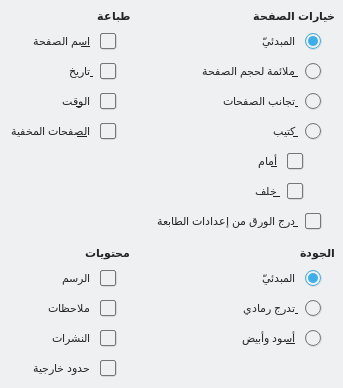 خيارات الصفحة
المبدئيّ
ملائمة لحجم الصفحة
تجانب الصفحات
كتيب
أمام
خلف
درج الورق من إعدادات الطابعة
طباعة
اسم الصفحة
تاريخ
الوقت
الصفحات المخفية
الجودة
المبدئيّ
تدرج رمادي
أسود وأبيض
محتويات
الرسم
ملاحظات
النشرات
حدود خارجية